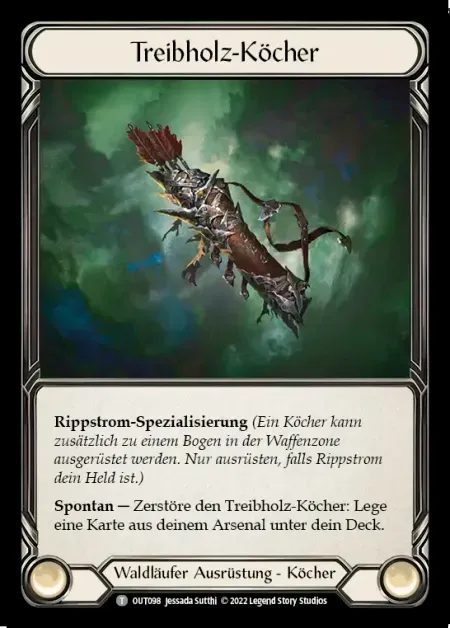 Treibholz-Köcher
Rippstrom-Spezialisierung (Ein Köcher kann
zusätzlich zu einem Bogen in der Waffenzone
ausgerüstet werden. Nur ausrüsten, falls Rippstrom
dein Held ist.)
Spontan — Zerstöre den Treibholz-Köcher: Lege
eine Karte aus deinem Arsenal unter dein Deck.
Waldläufer Ausrüstung - Köcher
T OUT098 Jessada Sutthi © 2022 Legend Story Studios